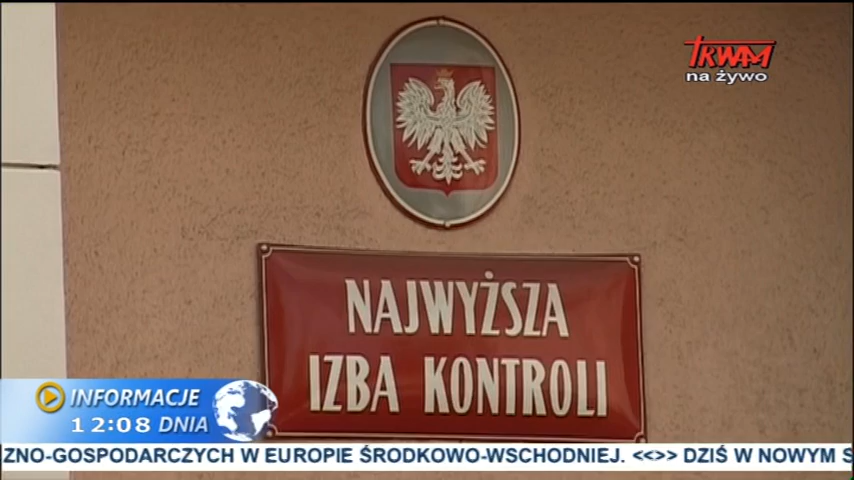 TRWAM
na żywo
NAJWYŻSZA
IZBA KONTROLI
INFORMACJE
12:08 DNIA
ZNO-GOSPODARCZYCH W EUROPIE ŚRODKOWO-WSCHODNIEJ. <<>> DZIŚ W NOWYM S